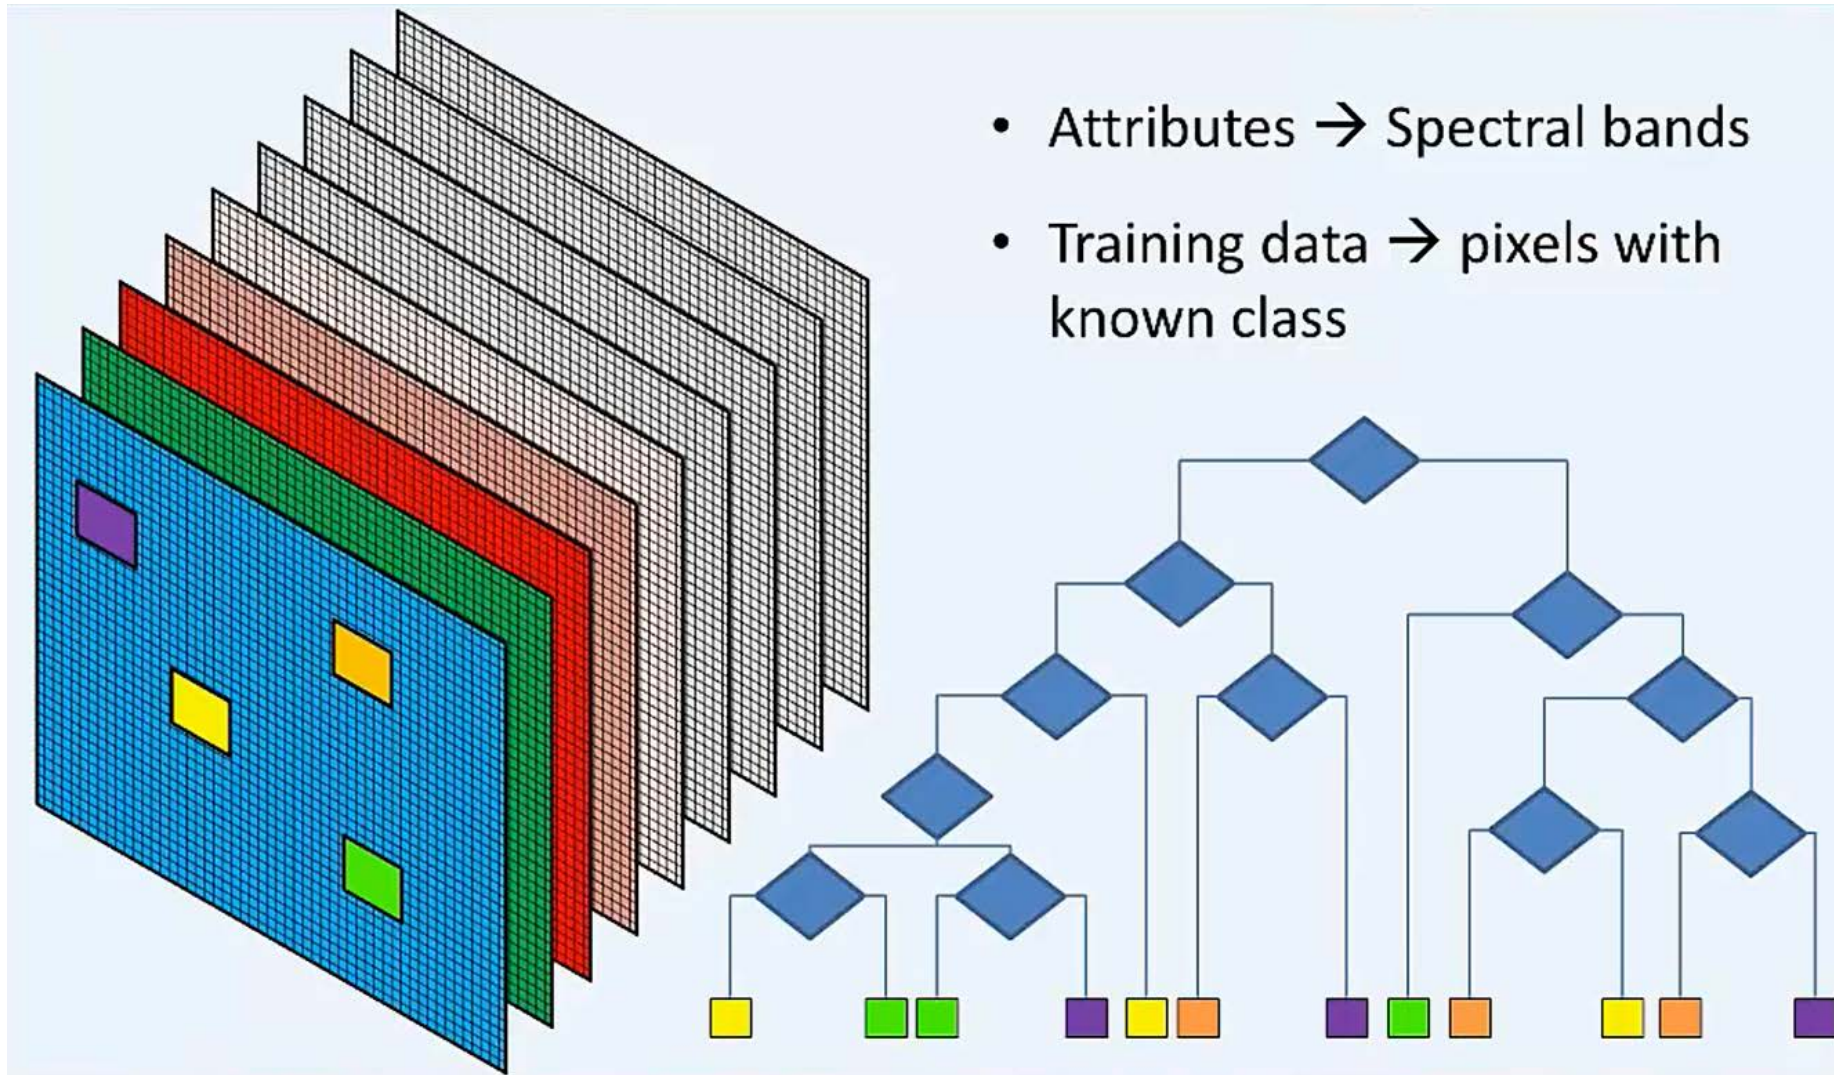 • Attributes → Spectral bands
• Training data → pixels with
known class